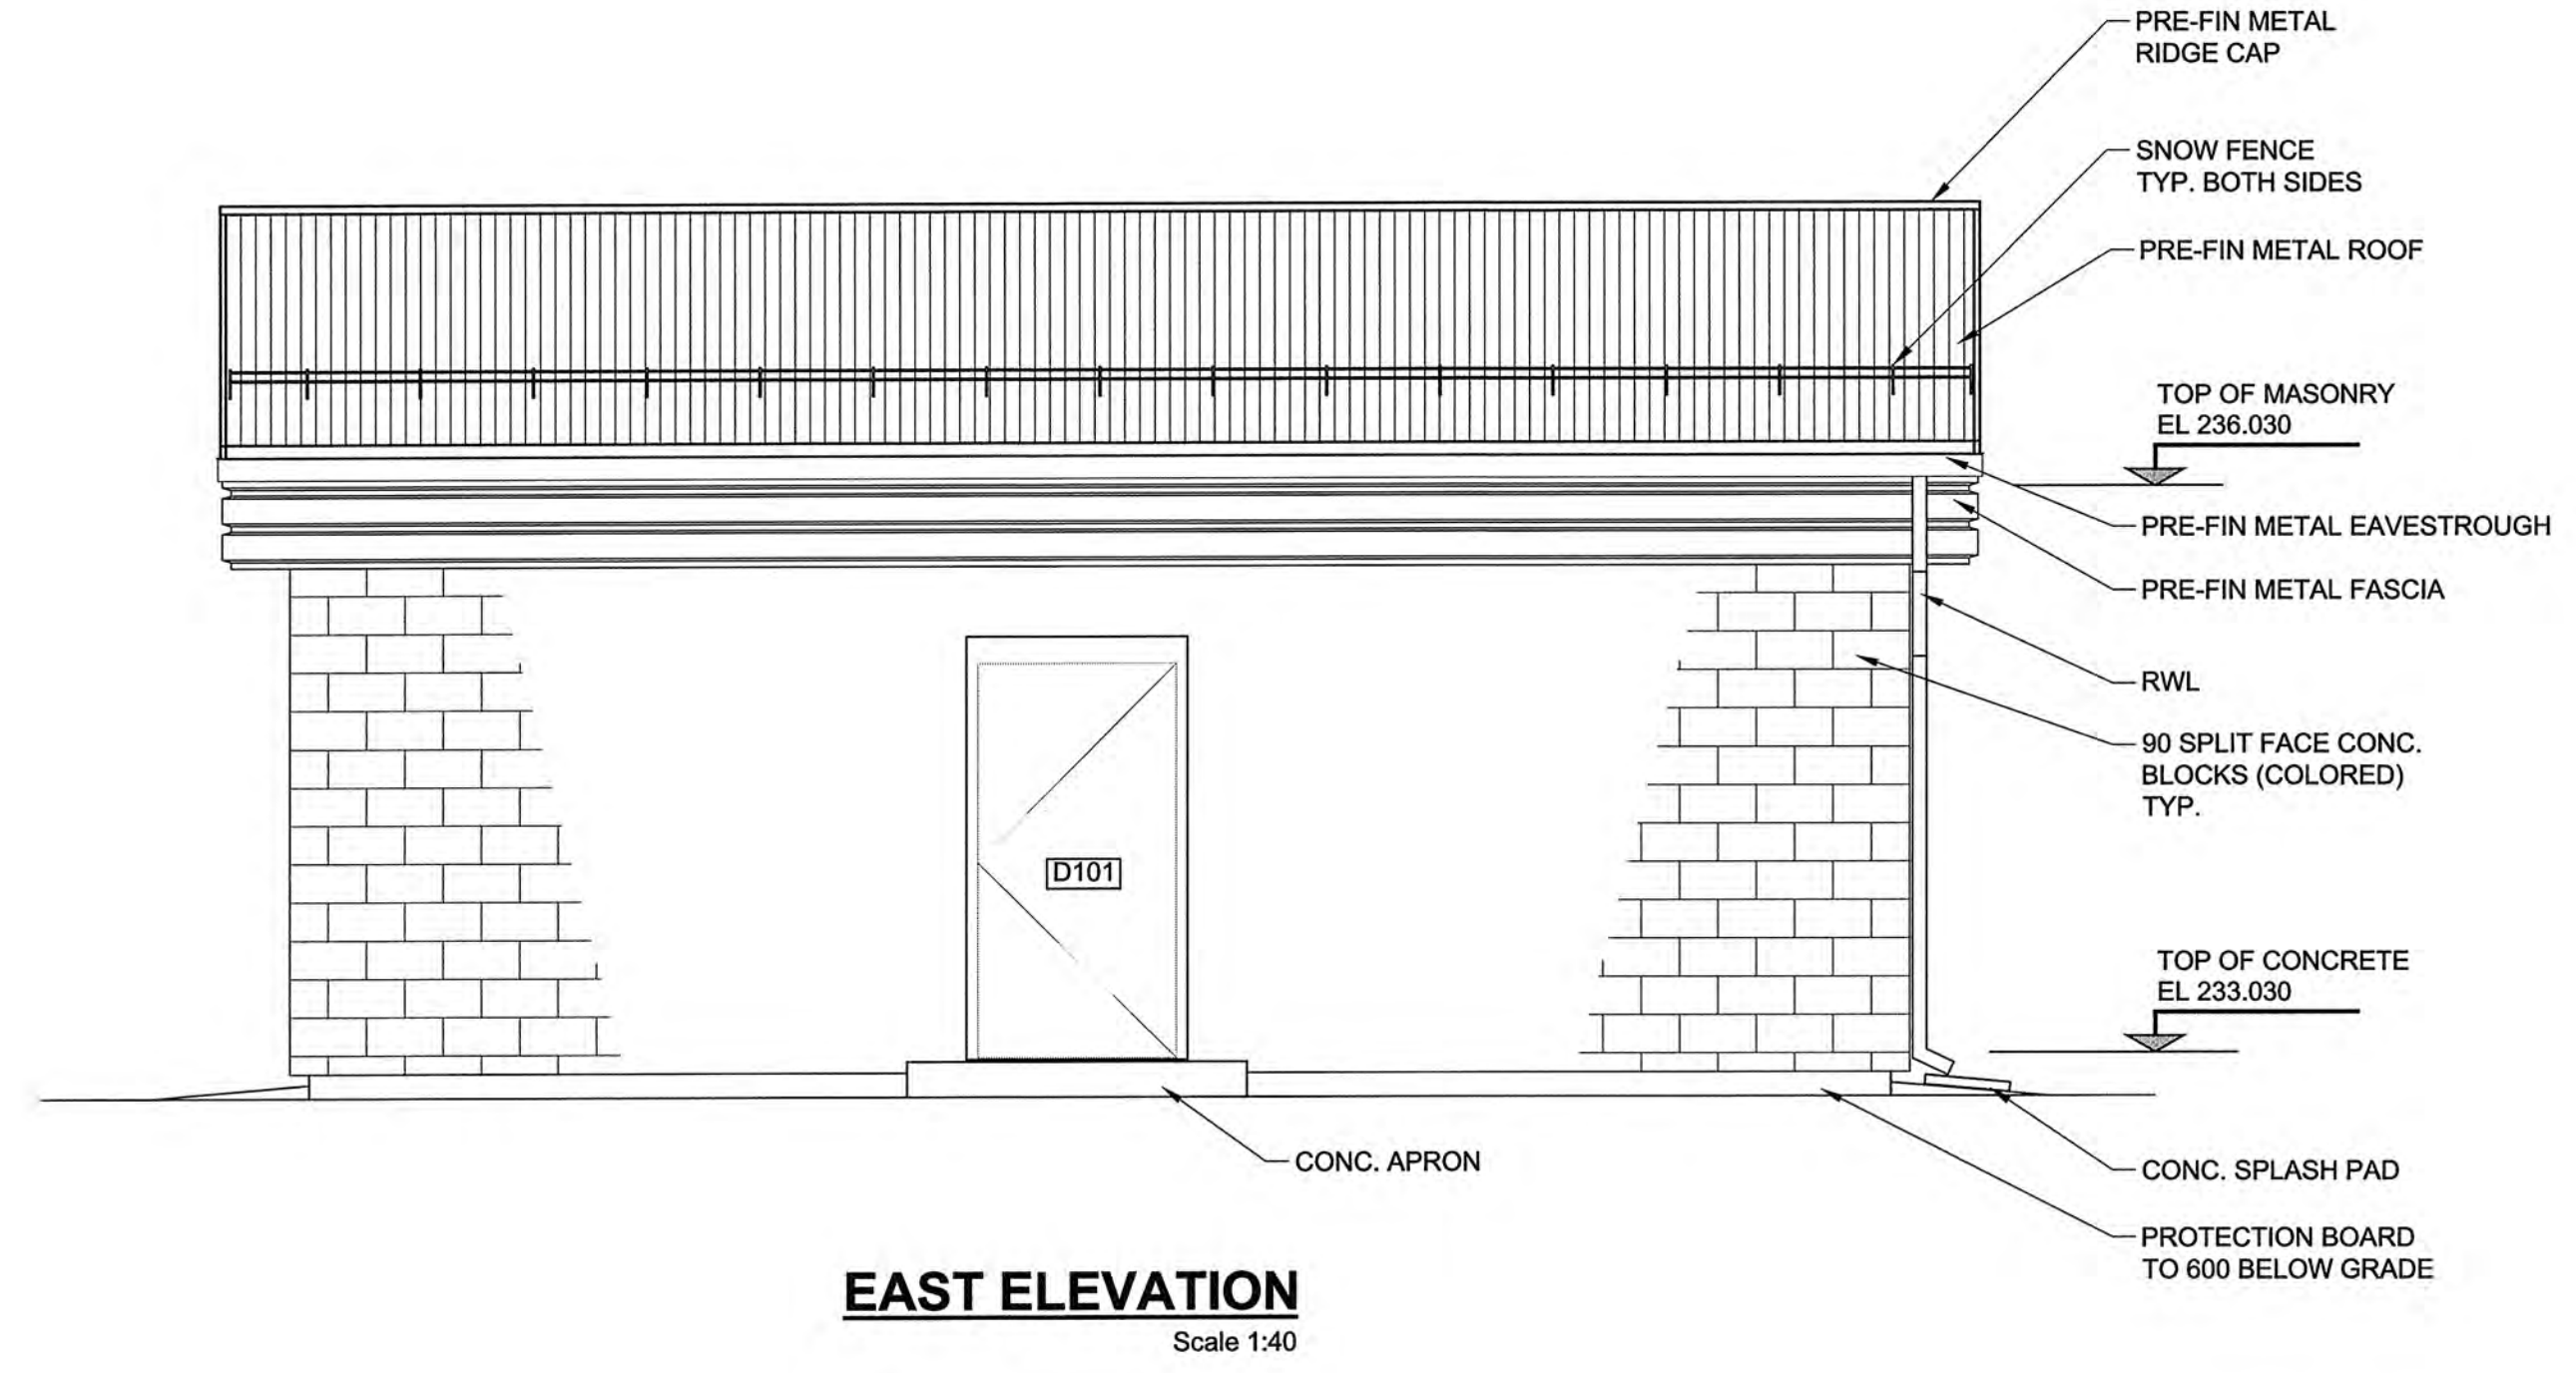 PRE-FIN METAL
RIDGE CAP
SNOW FENCE
TYP. BOTH SIDES
PRE-FIN METAL ROOF
TOP OF MASONRY
EL 236.030
PRE-FIN METAL EAVESTROUGH
PRE-FIN METAL FASCIA
RWL
90 SPLIT FACE CONC.
BLOCKS (COLORED)
TYP.
D101
TOP OF CONCRETE
EL 233.030
CONC. APRON
CONC. SPLASH PAD
PROTECTION BOARD
TO 600 BELOW GRADE
EAST ELEVATION
Scale 1:40